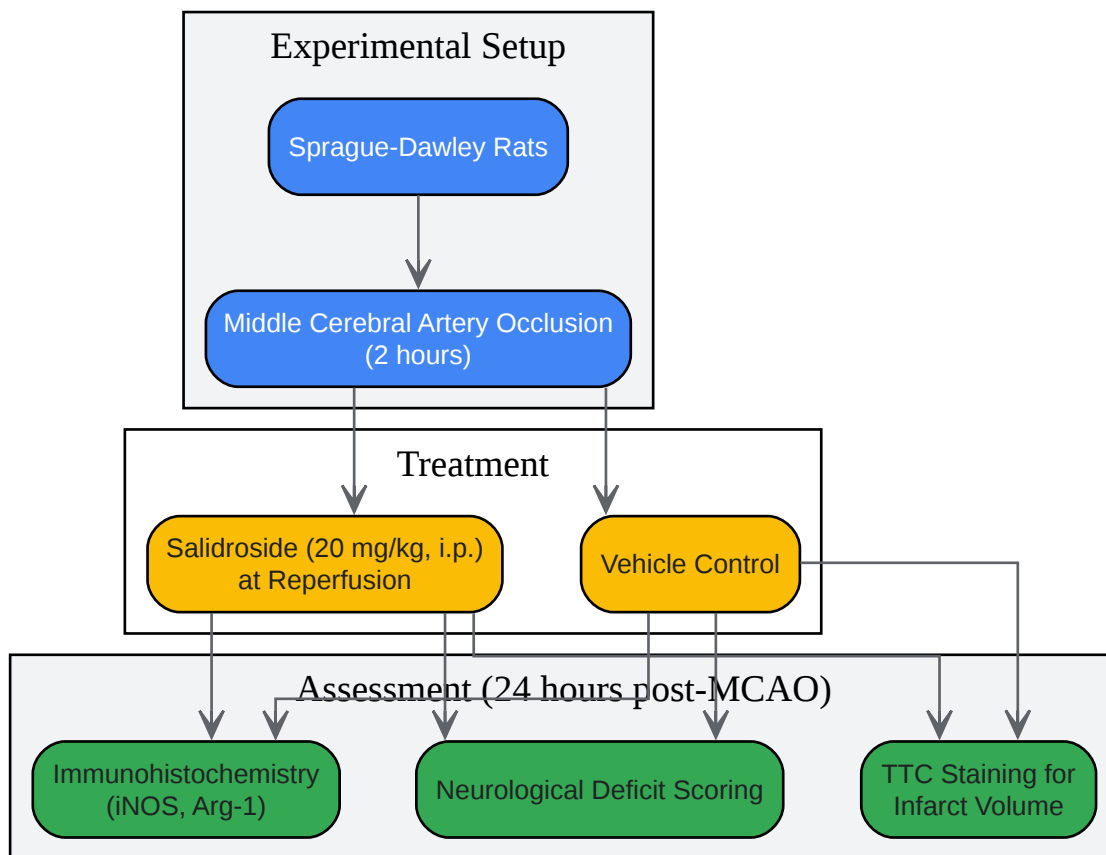 Experimental Setup
Sprague-Dawley Rats
Middle Cerebral Artery Occlusion
(2 hours)
Treatment
Salidroside (20 mg/kg, i.p.)
at Reperfusion
Vehicle Control
Assessment (24 hours post-MCAO)
Immunohistochemistry
(iNOS, Arg-1)
Neurological Deficit Scoring
TTC Staining for
Infarct Volume